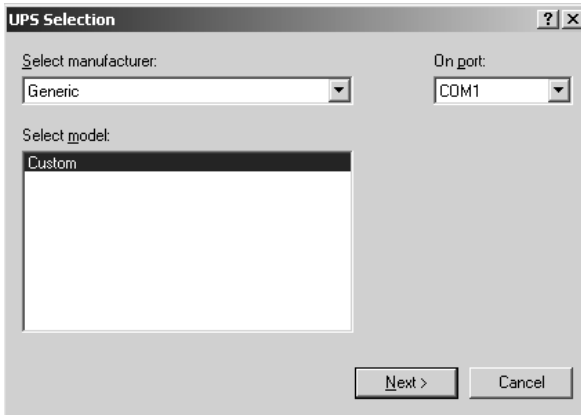 UPS Selection
Select manufacturer:
On port:
Generic
COM1
Select model:
Custom
Next >
Cancel